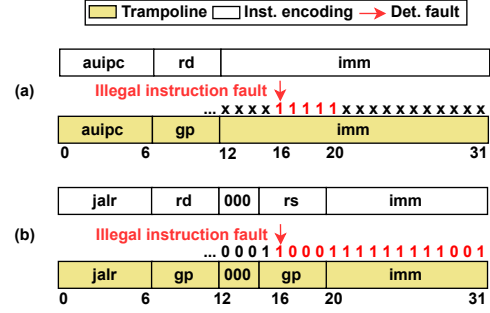 Trampoline Inst. encoding Det. fault
auipc rd imm
(a)
Illegal instruction fault
... x x x x 1 1 1 1 1 x x x x x x x x x x x
auipc gp imm
0 6 12 16 20 31
jalr rd 000 rs imm
(b)
Illegal instruction fault
... 0 0 0 1 1 0 0 0 1 1 1 1 1 1 1 1 1 0 0 1
jalr gp 000 gp imm
0 6 12 16 20 31